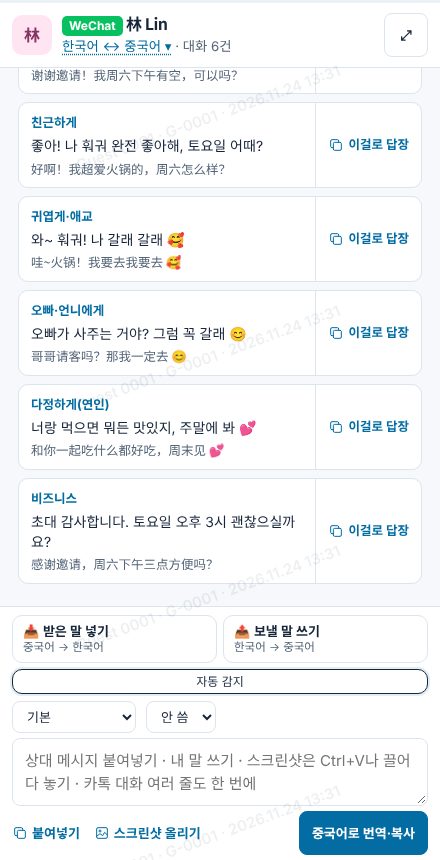 林
WeChat 林 Lin
한국어 ↔ 중국어 ▾ · 대화 6건
谢谢邀请！我周六下午有空，可以吗？
친근하게
좋아! 나 훠궈 완전 좋아해, 토요일 어때?
好啊！我超爱火锅的，周六怎么样？
이걸로 답장
귀엽게·애교
와~ 훠궈! 나 갈래 갈래 🥰
哇~火锅！我要去我要去 🥰
이걸로 답장
오빠·언니에게
오빠가 사주는 거야? 그럼 꼭 갈래 😊
哥哥请客吗？那我一定去 😊
이걸로 답장
다정하게(연인)
너랑 먹으면 뭐든 맛있지, 주말에 봐 💕
和你一起吃什么都好吃，周末见 💕
이걸로 답장
비즈니스
초대 감사합니다. 토요일 오후 3시 괜찮으실까
요?
感谢邀请，周六下午三点方便吗？
이걸로 답장
📥 받은 말 넣기
중국어 → 한국어
📤 보낼 말 쓰기
한국어 → 중국어
자동 감지
기본
안 씀
상대 메시지 붙여넣기 · 내 말 쓰기 · 스크린샷은 Ctrl+V나 끌어
다 놓기 · 카톡 대화 여러 줄도 한 번에
붙여넣기
스크린샷 올리기
중국어로 번역·복사
0001 · G-0001 · 2026.11.24 13:31